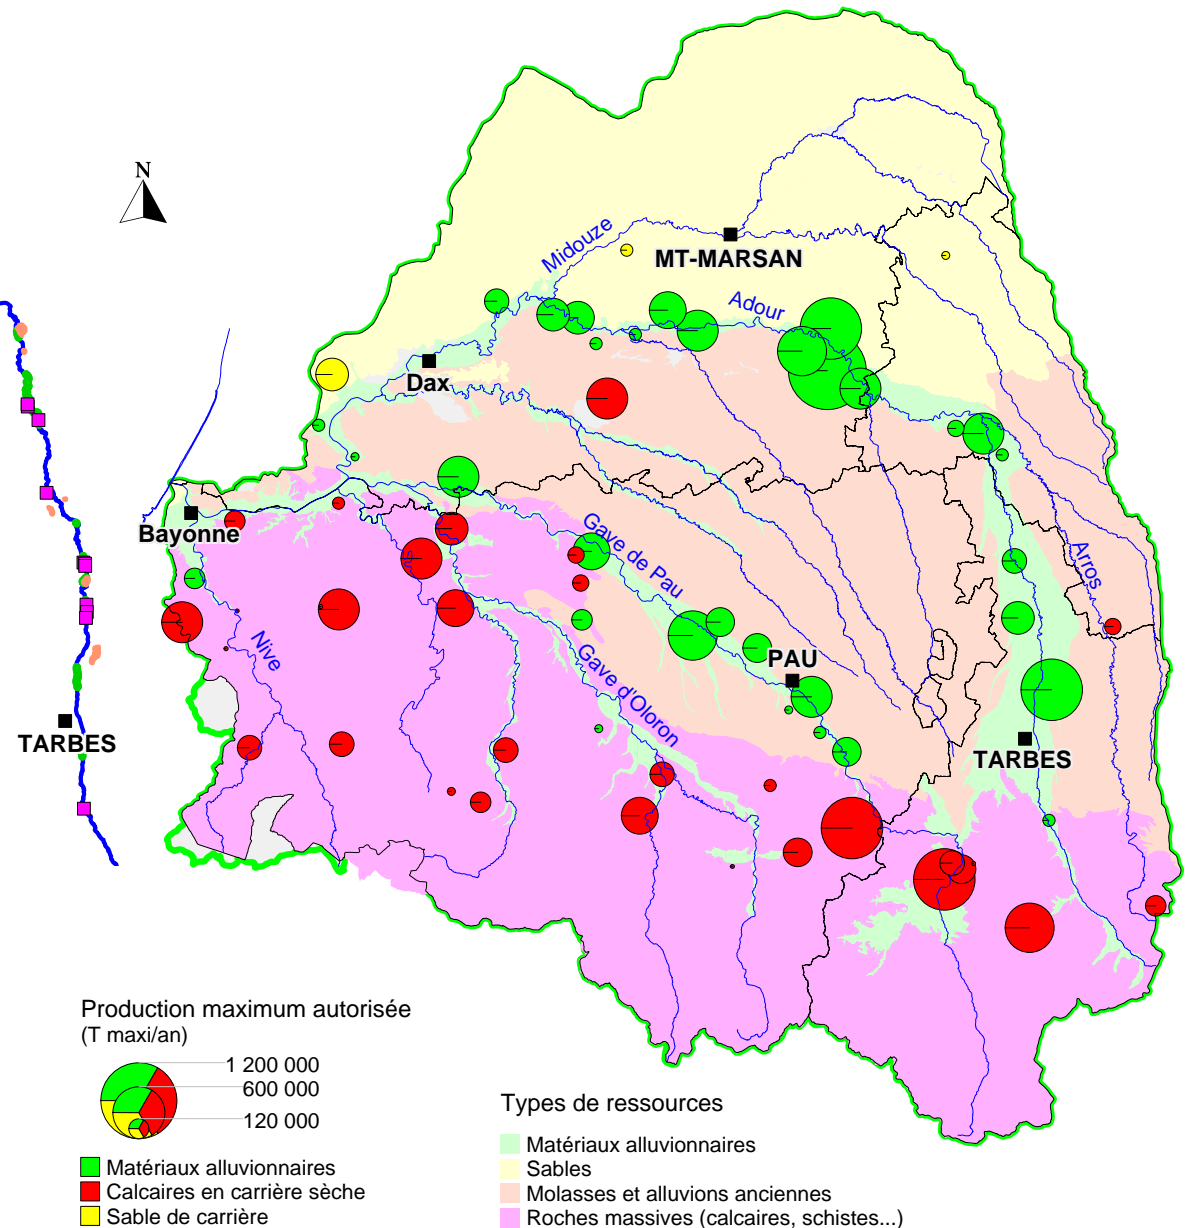 N
Midouze
MT-MARSAN
Adour
Dax
Bayonne
Gave de Pau
Arros
Nive
Gave d'Oloron
PAU
TARBES
TARBES
Production maximum autorisée
(T maxi/an)
1 200 000
600 000
120 000
Matériaux alluvionnaires
Calcaires en carrière sèche
Sable de carrière
Types de ressources
Matériaux alluvionnaires
Sables
Molasses et alluvions anciennes
Roches massives (calcaires, schistes...)